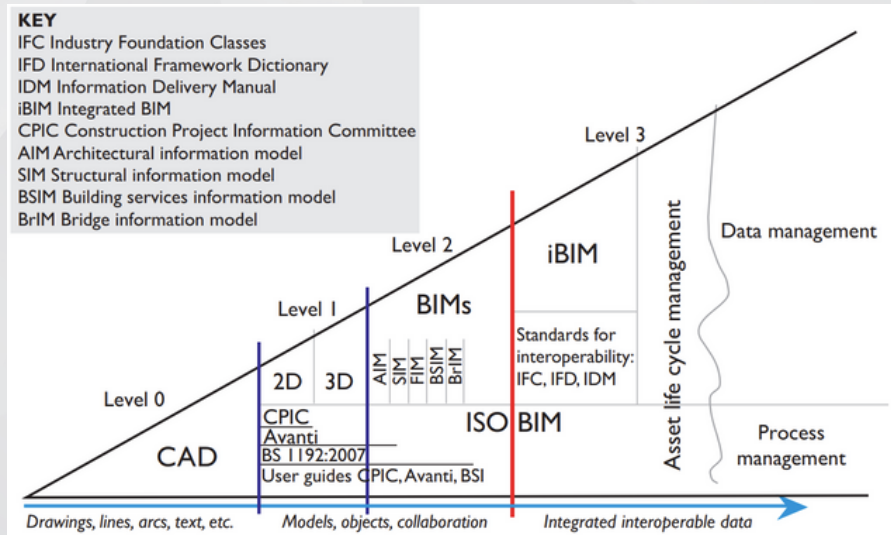 KEY
IFC Industry Foundation Classes
IFD International Framework Dictionary
IDM Information Delivery Manual
iBIM Integrated BIM
CPIC Construction Project Information Committee
AIM Architectural information model
SIM Structural information model
BSIM Building services information model
BrIM Bridge information model
Level 0
Level 1
Level 2
Level 3
CAD
2D
3D
BIMs
iBIM
AIM
SIM
FIM
BSIM
BrIM
Standards for
interoperability:
IFC, IFD, IDM
CPIC
Avanti
BS 1192:2007
User guides CPIC, Avanti, BSI
ISO BIM
Asset life cycle management
Data management
Process
management
Drawings, lines, arcs, text, etc.
Models, objects, collaboration
Integrated interoperable data